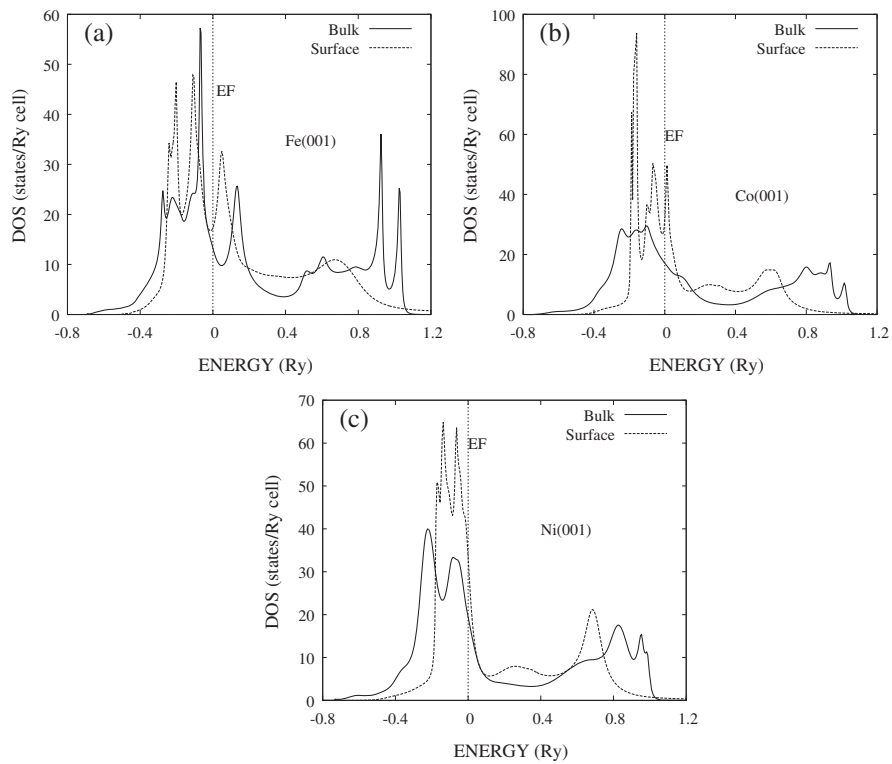 (a)
Bulk
Surface
EF
Fe(001)
DOS (states/Ry cell)
60
50
40
30
20
10
0
-0.8 -0.4 0 0.4 0.8 1.2
ENERGY (Ry)
(b)
Bulk
Surface
EF
Co(001)
DOS (states/Ry cell)
100
80
60
40
20
0
-0.8 -0.4 0 0.4 0.8 1.2
ENERGY (Ry)
(c)
Bulk
Surface
EF
Ni(001)
DOS (states/Ry cell)
70
60
50
40
30
20
10
0
-0.8 -0.4 0 0.4 0.8 1.2
ENERGY (Ry)